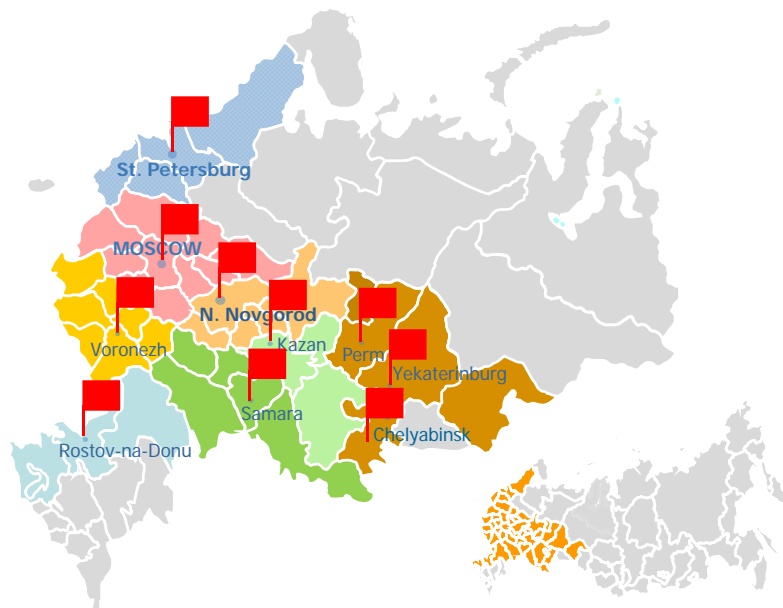 St. Petersburg
MOSCOW
N. Novgorod
Kazan
Voronezh
Perm
Yekaterinburg
Samara
Chelyabinsk
Rostov-na-Donu